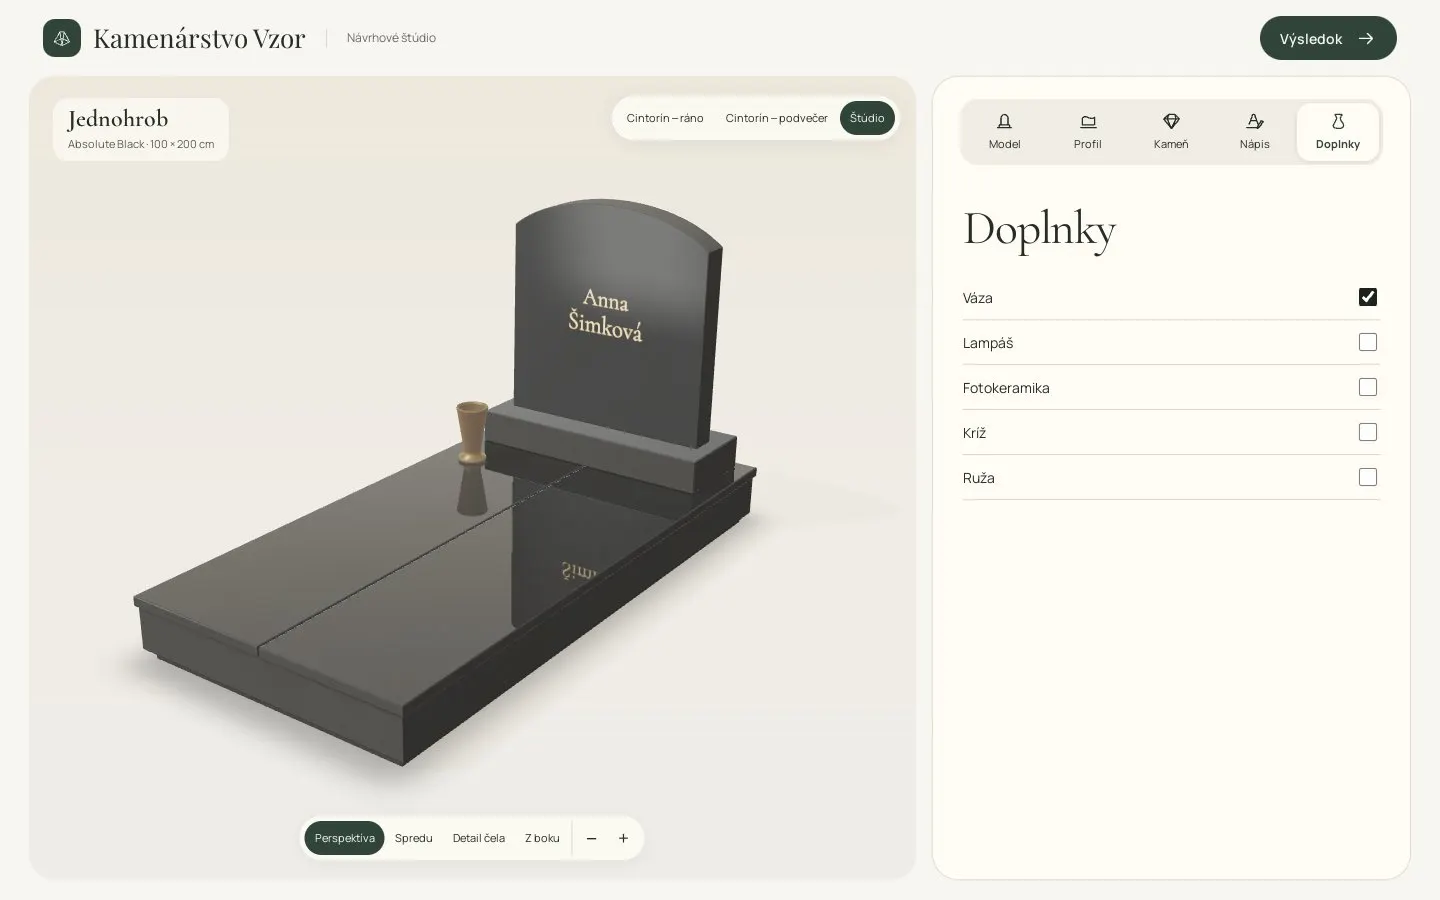 Kamenárstvo Vzor
Návrhové štúdio
Výsledok
Jednohrob
Absolute Black · 100 × 200 cm
Cintorín – ráno
Cintorín – podvečer
Štúdio
Anna
Šimková
Perspektíva
Spredu
Detail čela
Z boku
− +
Model
Profil
Kameň
Nápis
Doplnky
Doplnky
Váza
Lampáš
Fotokeramika
Kríž
Ruža